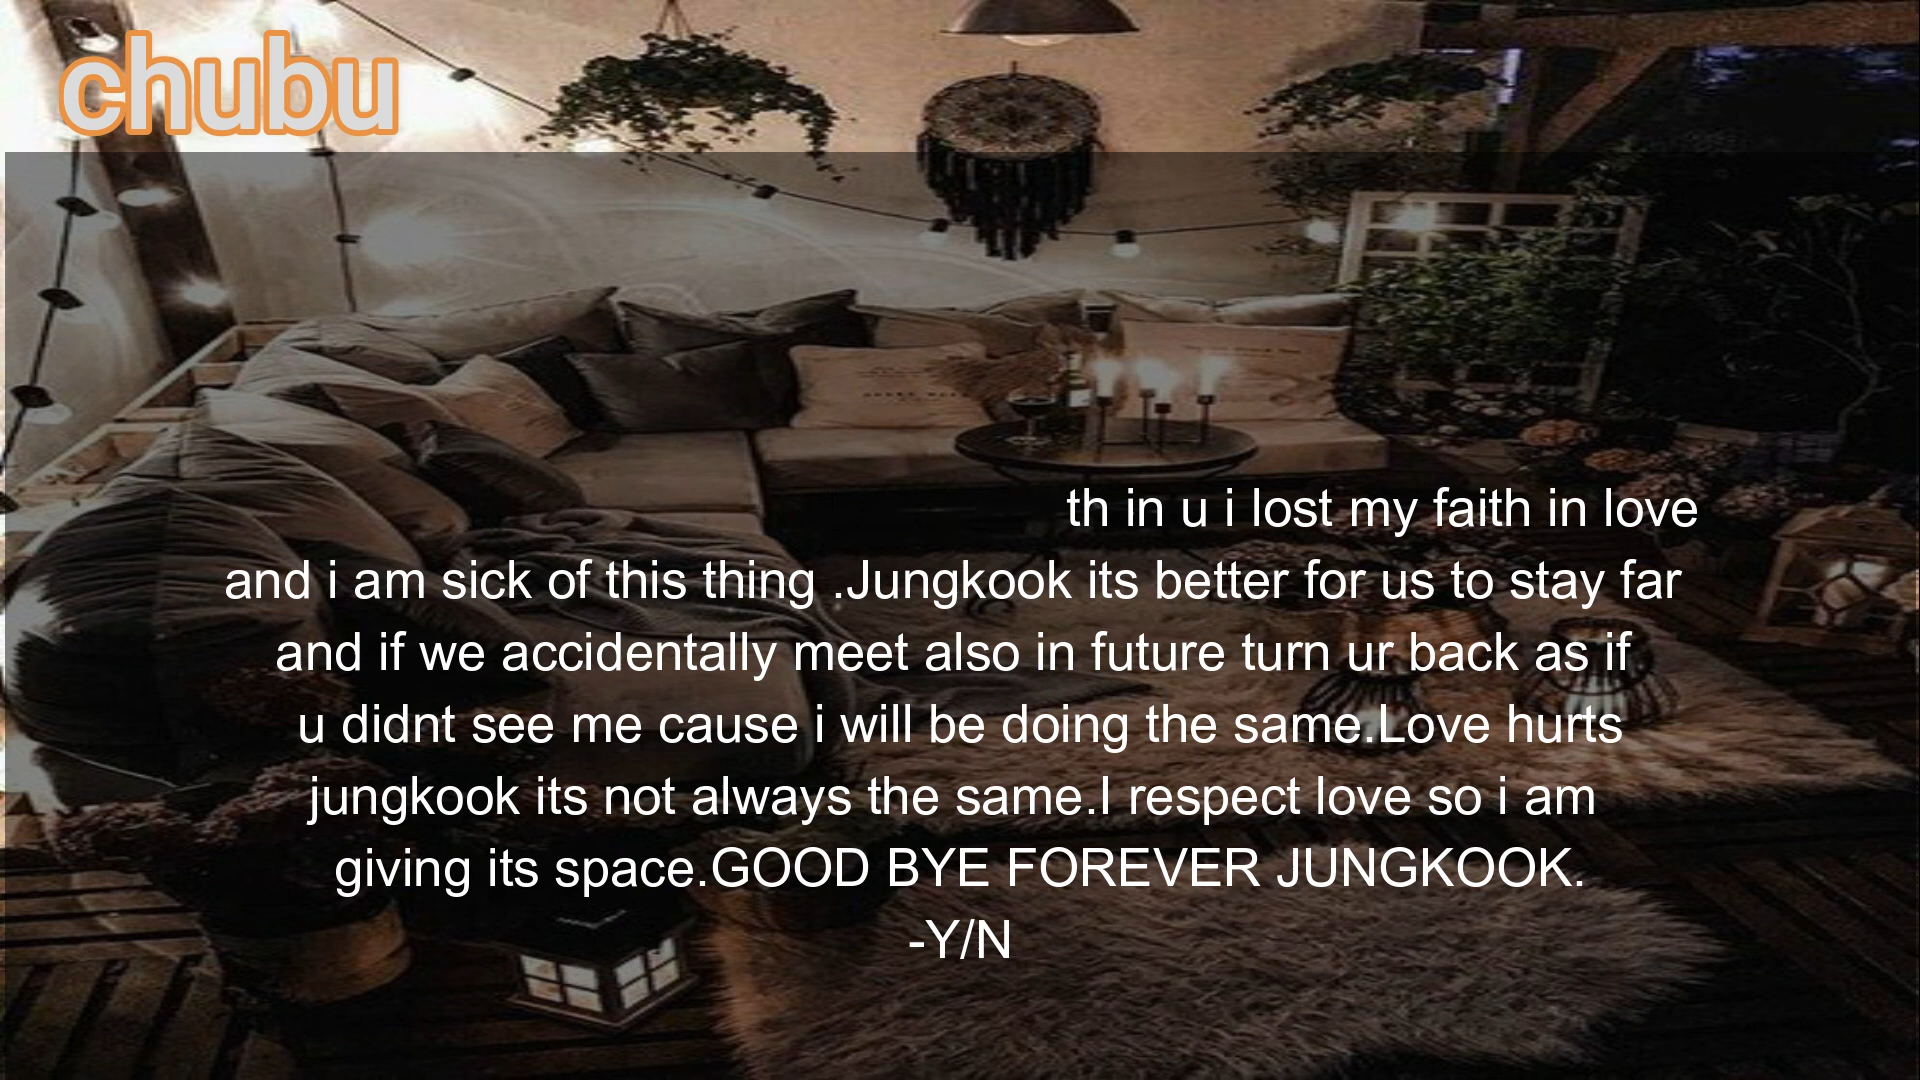 chubu
th in u i lost my faith in love
and i am sick of this thing .Jungkook its better for us to stay far
and if we accidentally meet also in future turn ur back as if
u didnt see me cause i will be doing the same.Love hurts
jungkook its not always the same.I respect love so i am
giving its space.GOOD BYE FOREVER JUNGKOOK.
-Y/N